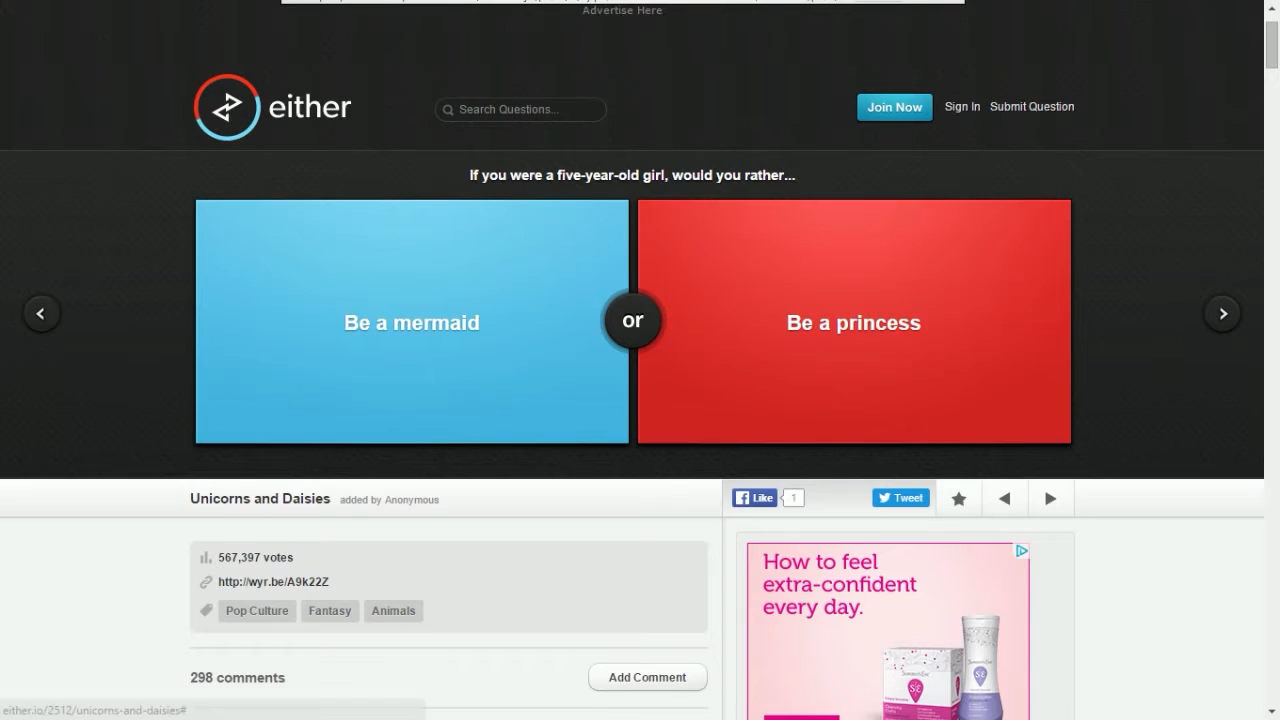 Advertise Here
either
Search Questions...
Join Now
Sign In
Submit Question
If you were a five-year-old girl, would you rather...
Be a mermaid
or
Be a princess
Unicorns and Daisies added by Anonymous
Like
1
Tweet
567,397 votes
http://wyr.be/A9k22Z
Pop Culture
Fantasy
Animals
298 comments
Add Comment
How to feel
extra-confident
every day.
either.io/2512/unicorns-and-daisies#